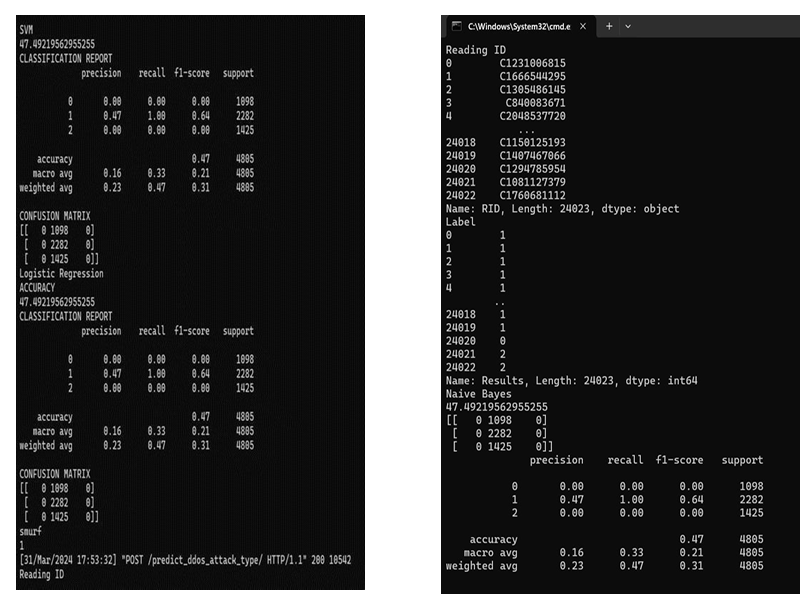 SVM
47.49219562955255
CLASSIFICATION REPORT
precision recall f1-score support
0 0.00 0.00 0.00 1098
1 0.47 1.00 0.64 2282
2 0.00 0.00 0.00 1425
accuracy 0.47 4805
macro avg 0.16 0.33 0.21 4805
weighted avg 0.23 0.47 0.31 4805
CONFUSION MATRIX
[[ 0 1098 0]
[ 0 2282 0]
[ 0 1425 0]]
Logistic Regression
ACCURACY
47.49219562955255
CLASSIFICATION REPORT
precision recall f1-score support
0 0.00 0.00 0.00 1098
1 0.47 1.00 0.64 2282
2 0.00 0.00 0.00 1425
accuracy 0.47 4805
macro avg 0.16 0.33 0.21 4805
weighted avg 0.23 0.47 0.31 4805
CONFUSION MATRIX
[[ 0 1098 0]
[ 0 2282 0]
[ 0 1425 0]]
smurf
1
[31/Mar/2024 17:53:32] "POST /predict_ddos_attack_type/ HTTP/1.1" 200 10542
Reading ID
C:\Windows\System32\cmd.e
Reading ID
0 C1231006815
1 C1666544295
2 C1305486145
3 C840083671
4 C2048537720
...
24018 C1150125193
24019 C1407467066
24020 C1294785954
24021 C1081127379
24022 C1760681112
Name: RID, Length: 24023, dtype: object
Label
0 1
1 1
2 1
3 1
4 1
..
24018 1
24019 1
24020 0
24021 2
24022 2
Name: Results, Length: 24023, dtype: int64
Naive Bayes
47.49219562955255
[[ 0 1098 0]
[ 0 2282 0]
[ 0 1425 0]]
precision recall f1-score support
0 0.00 0.00 0.00 1098
1 0.47 1.00 0.64 2282
2 0.00 0.00 0.00 1425
accuracy 0.47 4805
macro avg 0.16 0.33 0.21 4805
weighted avg 0.23 0.47 0.31 4805